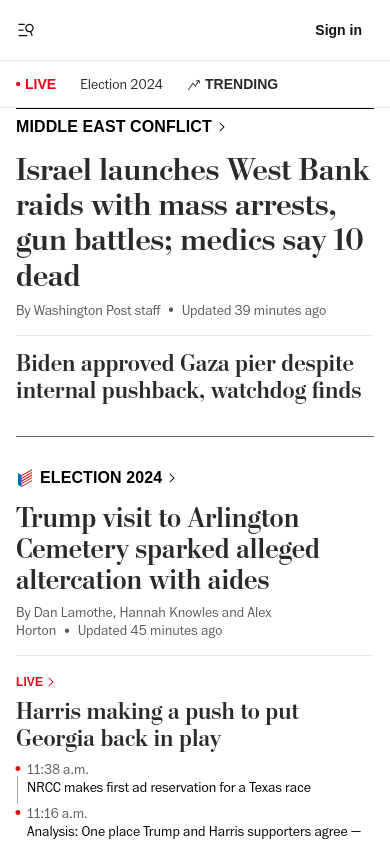 Sign in
LIVE
Election 2024
TRENDING
MIDDLE EAST CONFLICT
Israel launches West Bank
raids with mass arrests,
gun battles; medics say 10
dead
By Washington Post staff • Updated 39 minutes ago
Biden approved Gaza pier despite
internal pushback, watchdog finds
ELECTION 2024
Trump visit to Arlington
Cemetery sparked alleged
altercation with aides
By Dan Lamothe, Hannah Knowles and Alex
Horton • Updated 45 minutes ago
LIVE
Harris making a push to put
Georgia back in play
11:38 a.m.
NRCC makes first ad reservation for a Texas race
11:16 a.m.
Analysis: One place Trump and Harris supporters agree —